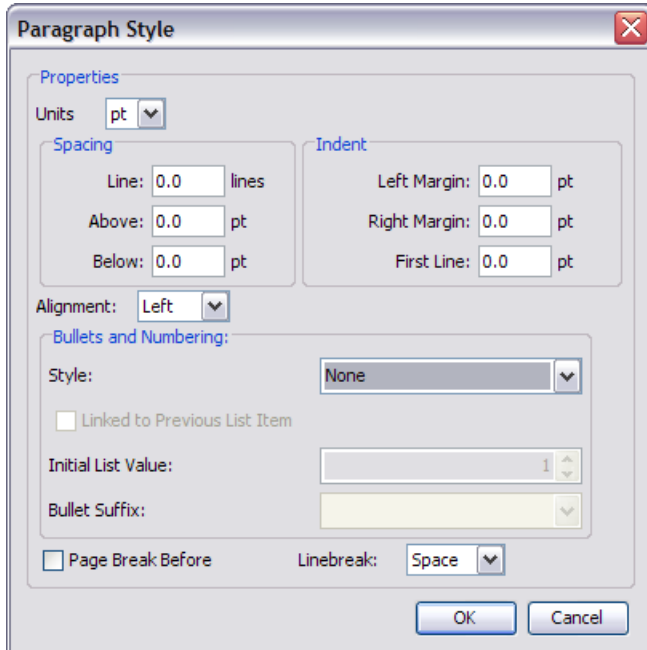 Paragraph Style
Properties
Units pt
Spacing Indent
Line: 0.0 lines Left Margin: 0.0 pt
Above: 0.0 pt Right Margin: 0.0 pt
Below: 0.0 pt First Line: 0.0 pt
Alignment: Left
Bullets and Numbering:
Style: None
Linked to Previous List Item
Initial List Value: 1
Bullet Suffix:
Page Break Before Linebreak: Space
OK Cancel